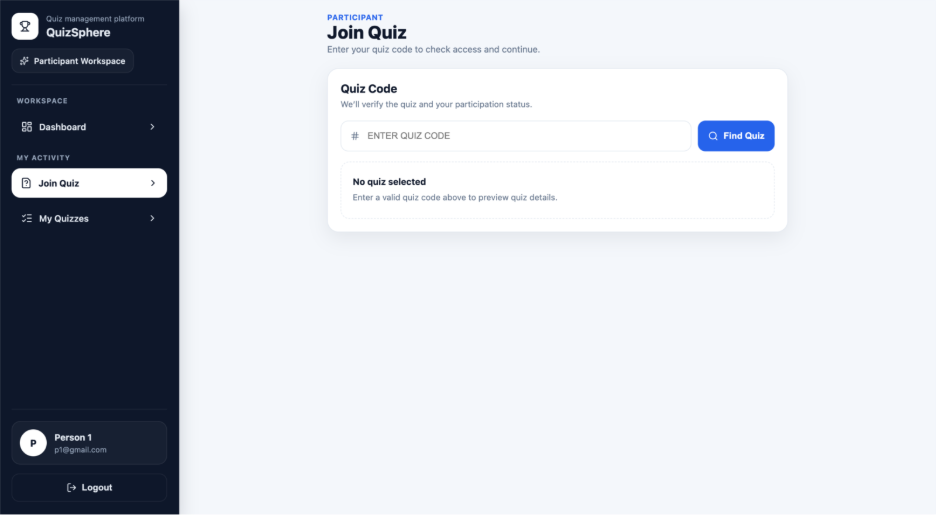 Quiz management platform
QuizSphere
Participant Workspace
WORKSPACE
Dashboard
MY ACTIVITY
Join Quiz
My Quizzes
P
Person 1
p1@gmail.com
Logout
PARTICIPANT
Join Quiz
Enter your quiz code to check access and continue.
Quiz Code
We'll verify the quiz and your participation status.
# ENTER QUIZ CODE
Find Quiz
No quiz selected
Enter a valid quiz code above to preview quiz details.